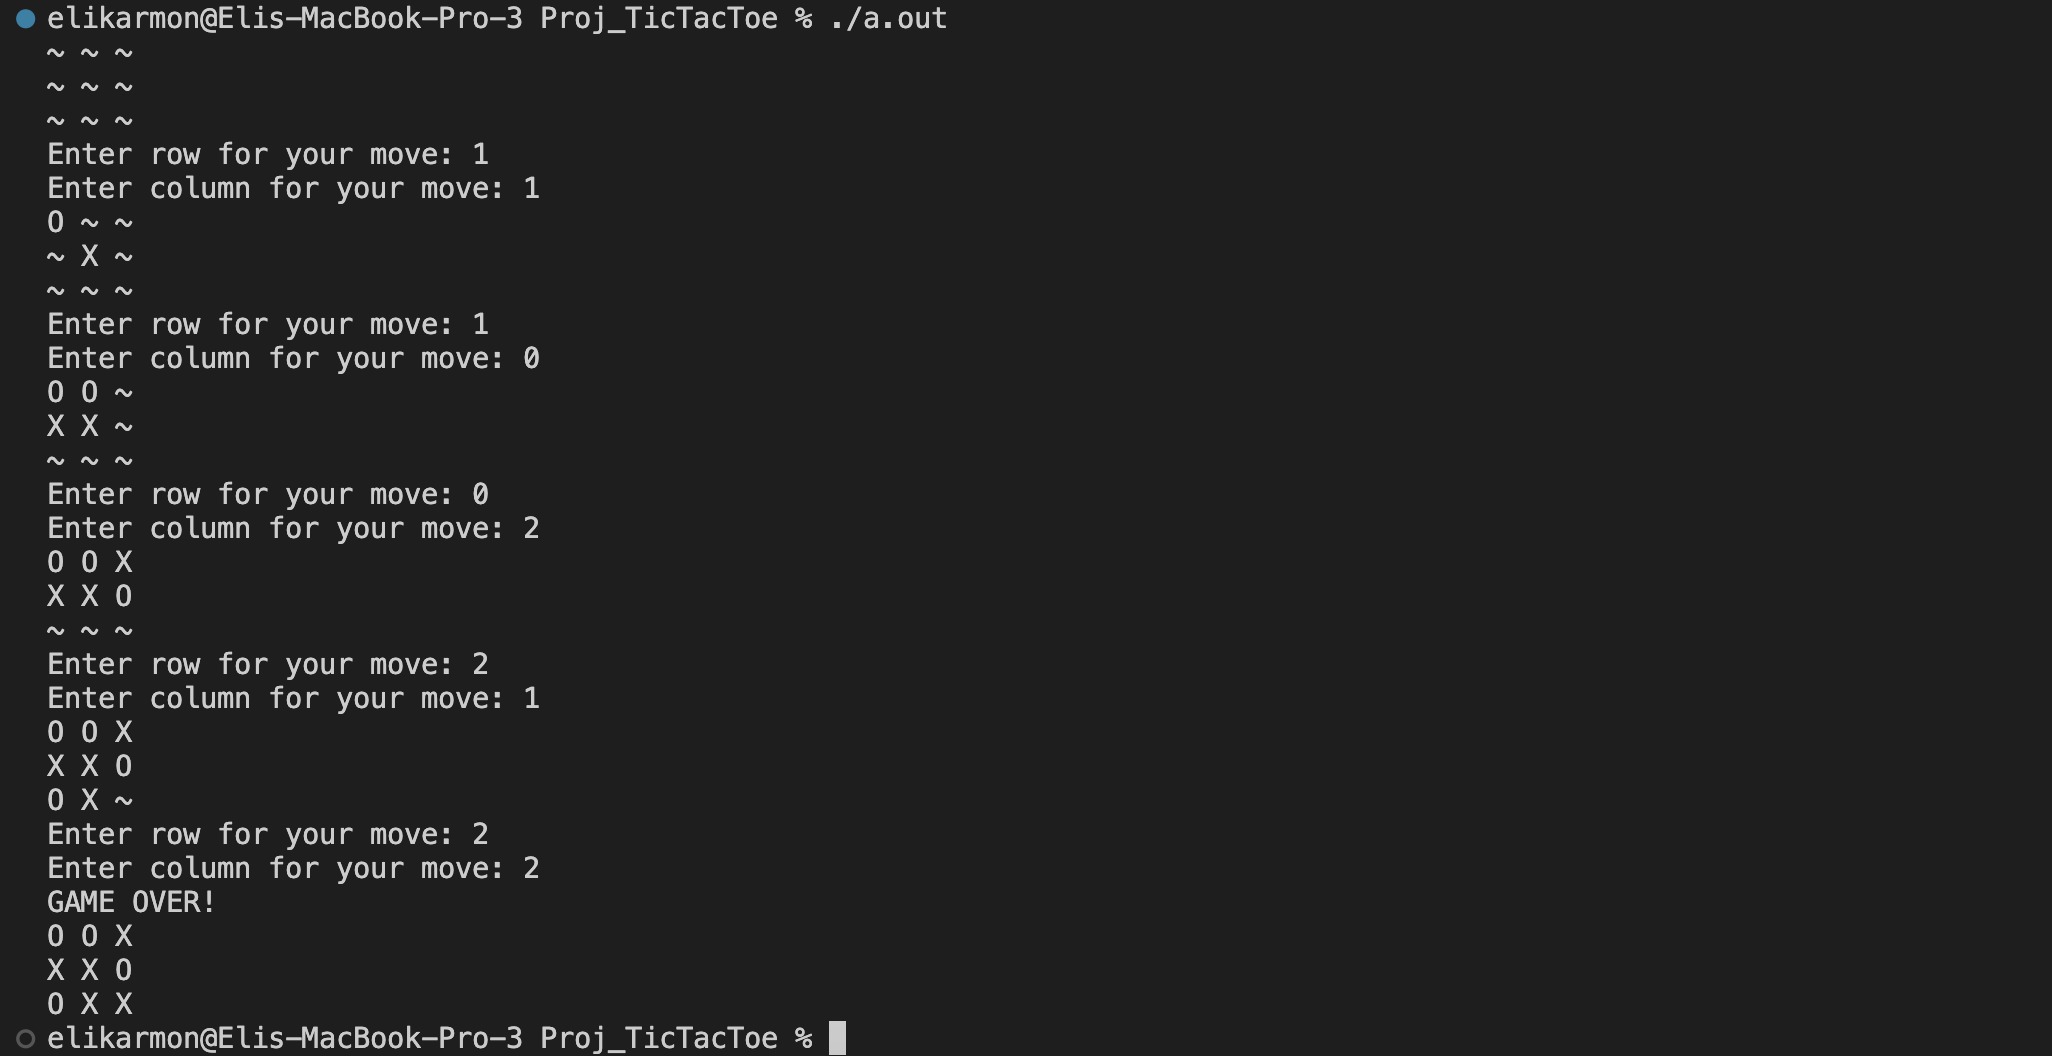 elikarmon@Elis-MacBook-Pro-3 Proj_TicTacToe % ./a.out
~ ~ ~
~ ~ ~
~ ~ ~
Enter row for your move: 1
Enter column for your move: 1
O ~ ~
~ X ~
~ ~ ~
Enter row for your move: 1
Enter column for your move: 0
O O ~
X X ~
~ ~ ~
Enter row for your move: 0
Enter column for your move: 2
O O X
X X O
~ ~ ~
Enter row for your move: 2
Enter column for your move: 1
O O X
X X O
O X ~
Enter row for your move: 2
Enter column for your move: 2
GAME OVER!
O O X
X X O
O X X
elikarmon@Elis-MacBook-Pro-3 Proj_TicTacToe %